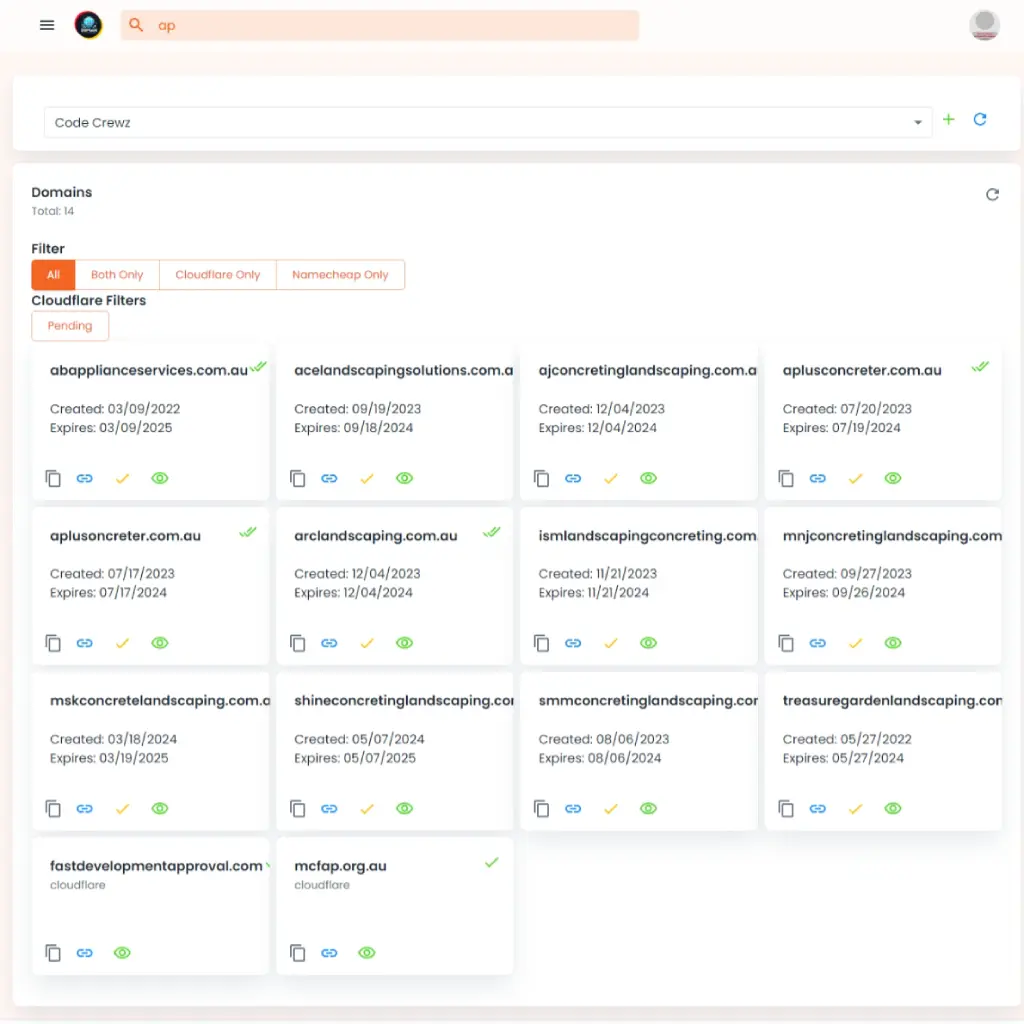 ap
Code Crewz
Domains
Total: 14
Filter
All Both Only Cloudflare Only Namecheap Only
Cloudflare Filters
Pending
abapplianceservices.com.au acelandscapingsolutions.com.a ajconcretinglandscaping.com.a aplusconcreter.com.au
Created: 03/09/2022 Created: 09/19/2023 Created: 12/04/2023 Created: 07/20/2023
Expires: 03/09/2025 Expires: 09/18/2024 Expires: 12/04/2024 Expires: 07/19/2024
aplusoncreter.com.au arclandscaping.com.au ismlandscapingconcreting.com. mnjconcretinglandscaping.com
Created: 07/17/2023 Created: 12/04/2023 Created: 11/21/2023 Created: 09/27/2023
Expires: 07/17/2024 Expires: 12/04/2024 Expires: 11/21/2024 Expires: 09/26/2024
mskconcretelandscaping.com.a shineconcretinglandscaping.com smmconcretinglandscaping.com treasuregardenlandscaping.com
Created: 03/18/2024 Created: 05/07/2024 Created: 08/06/2023 Created: 05/27/2022
Expires: 03/19/2025 Expires: 05/07/2025 Expires: 08/06/2024 Expires: 05/27/2024
fastdevelopmentapproval.com mcfap.org.au
cloudflare cloudflare